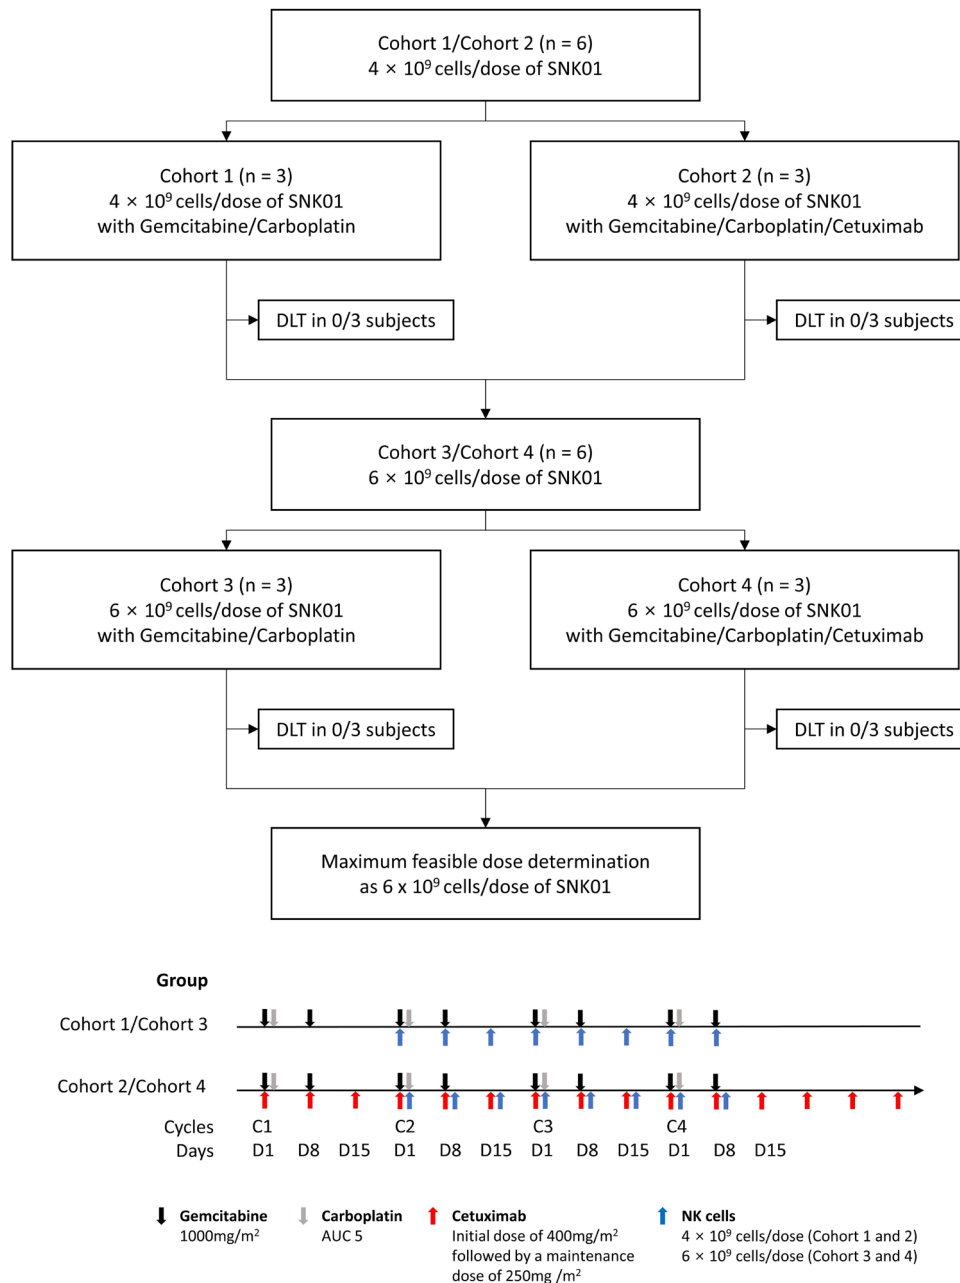 Cohort 1/Cohort 2 (n = 6)
4 × 10⁹ cells/dose of SNK01
Cohort 1 (n = 3)
4 × 10⁹ cells/dose of SNK01
with Gemcitabine/Carboplatin
Cohort 2 (n = 3)
4 × 10⁹ cells/dose of SNK01
with Gemcitabine/Carboplatin/Cetuximab
DLT in 0/3 subjects
DLT in 0/3 subjects
Cohort 3/Cohort 4 (n = 6)
6 × 10⁹ cells/dose of SNK01
Cohort 3 (n = 3)
6 × 10⁹ cells/dose of SNK01
with Gemcitabine/Carboplatin
Cohort 4 (n = 3)
6 × 10⁹ cells/dose of SNK01
with Gemcitabine/Carboplatin/Cetuximab
DLT in 0/3 subjects
DLT in 0/3 subjects
Maximum feasible dose determination
as 6 x 10⁹ cells/dose of SNK01
Group
Cohort 1/Cohort 3
Cohort 2/Cohort 4
Cycles C1 C2 C3 C4
Days D1 D8 D15 D1 D8 D15 D1 D8 D15 D1 D8 D15
Gemcitabine
1000mg/m²
Carboplatin
AUC 5
Cetuximab
Initial dose of 400mg/m²
followed by a maintenance
dose of 250mg /m²
NK cells
4 × 10⁹ cells/dose (Cohort 1 and 2)
6 × 10⁹ cells/dose (Cohort 3 and 4)